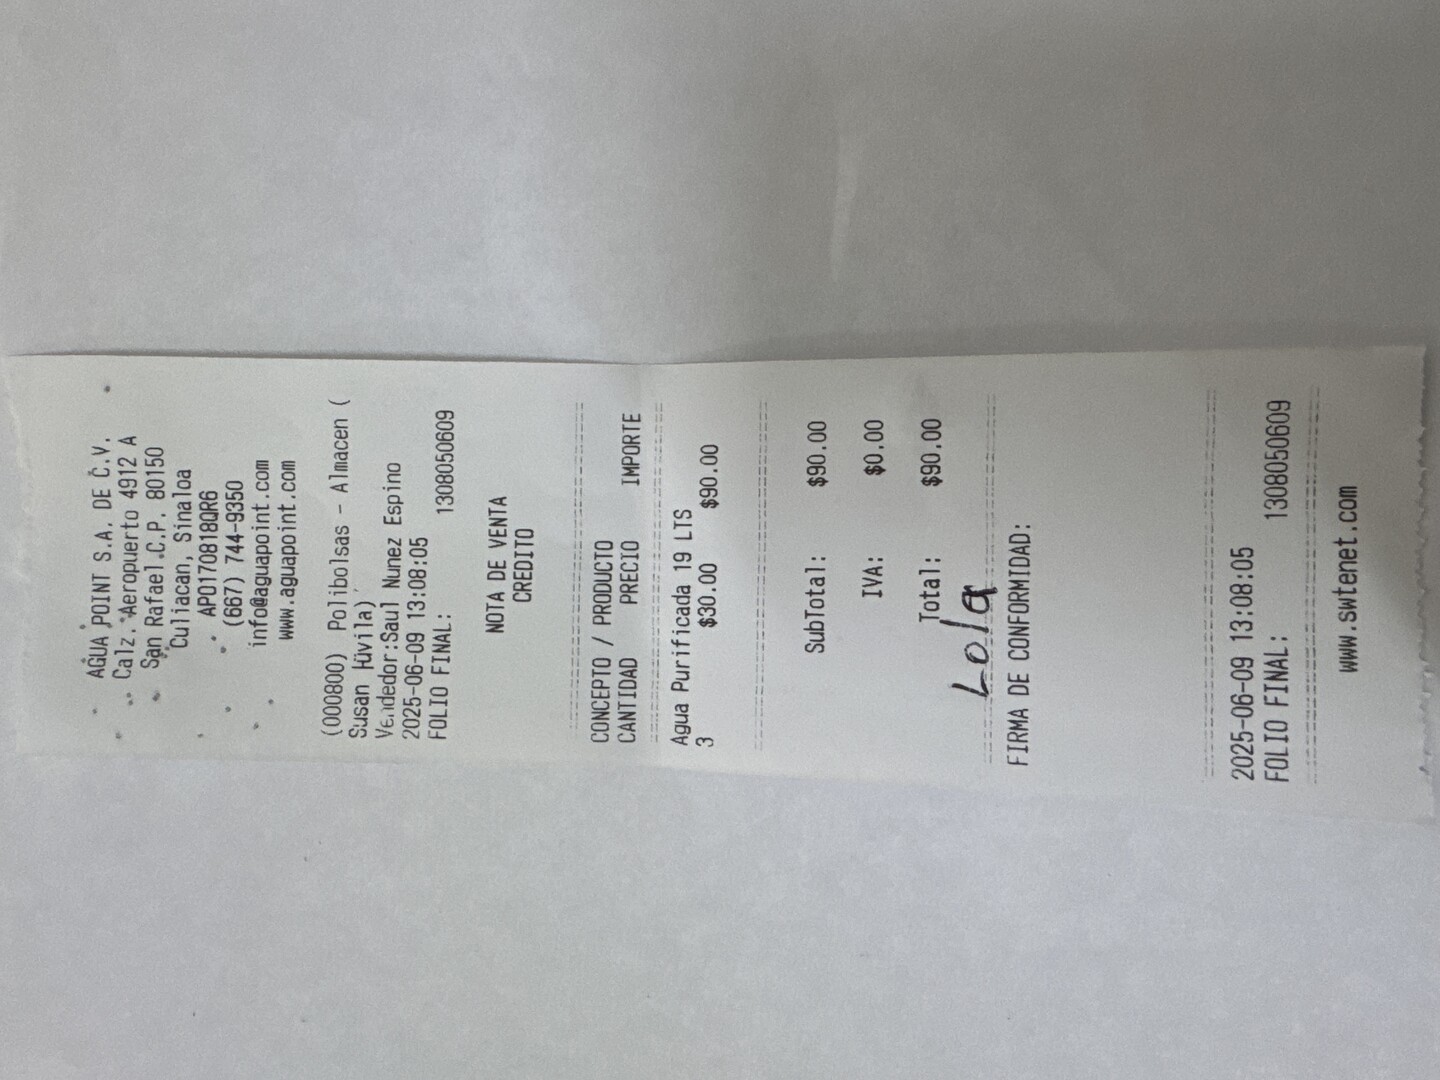 AGUA POINT S.A. DE C.V.
Calz. Aeropuerto 4912 A
San Rafael C.P. 80150
Culiacan, Sinaloa
APO170818QR6
(667) 744-9350
info@aguapoint.com
www.aguapoint.com
(000800) Polibolsas - Almacen (
Susan Huvila)
Vendedor:Saul Nunez Espino
2025-06-09 13:08:05
FOLIO FINAL: 1308050609
NOTA DE VENTA
CREDITO
CONCEPTO / PRODUCTO
CANTIDAD PRECIO IMPORTE
Agua Purificada 19 LTS
3 $30.00 $90.00
SubTotal: $90.00
IVA: $0.00
Total: $90.00
Lola
FIRMA DE CONFORMIDAD:
2025-06-09 13:08:05
FOLIO FINAL: 1308050609
www.swtenet.com